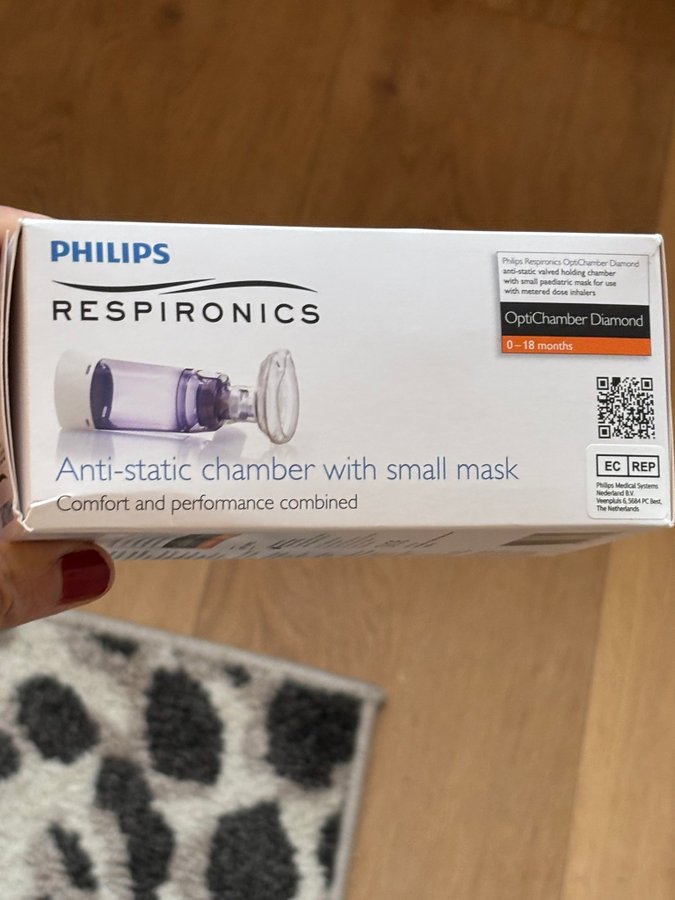 PHILIPS
RESPIRONICS
Philips Respironics OptiChamber Diamond
anti-static valved holding chamber
with small paediatric mask for use
with metered dose inhalers
OptiChamber Diamond
0–18 months
EC REP
Philips Medical Systems
Nederland B.V.
Veenpluis 6, 5684 PC Best,
The Netherlands
Anti-static chamber with small mask
Comfort and performance combined